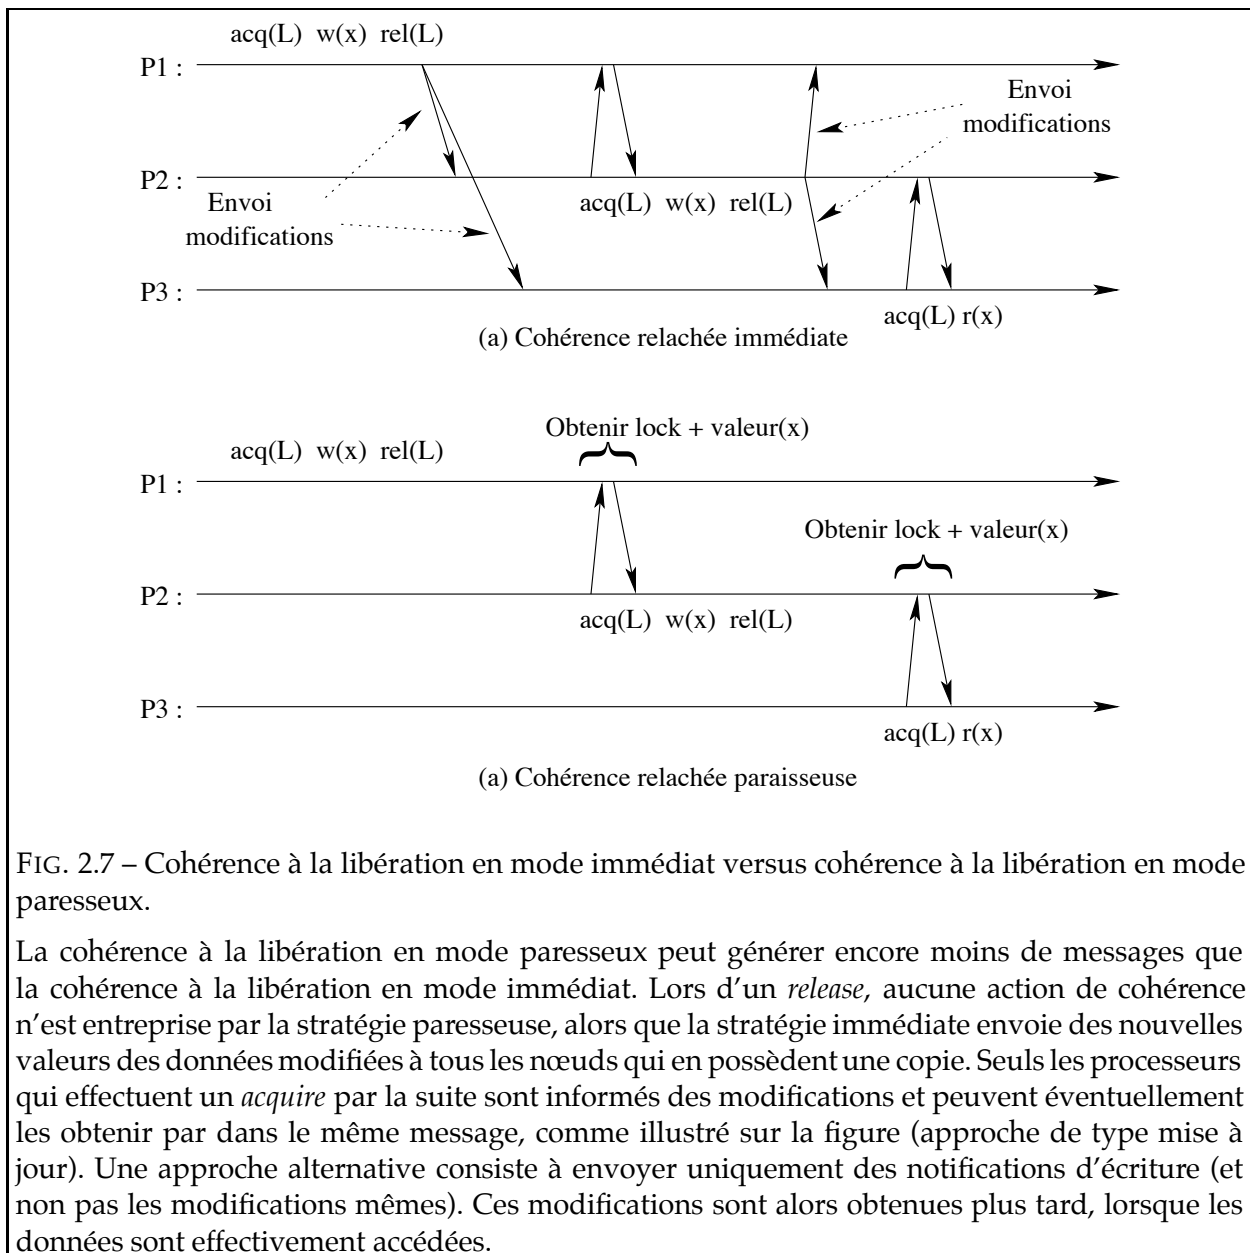 acq(L) w(x) rel(L)
P1 :
Envoi
modifications
P2 :
acq(L) w(x) rel(L)
Envoi
modifications
P3 :
acq(L) r(x)
(a) Cohérence relachée immédiate
Obtenir lock + valeur(x)
acq(L) w(x) rel(L)
P1 :
Obtenir lock + valeur(x)
P2 :
acq(L) w(x) rel(L)
P3 :
acq(L) r(x)
(a) Cohérence relachée paraisseuse
FIG. 2.7 – Cohérence à la libération en mode immédiat versus cohérence à la libération en mode
paresseux.
La cohérence à la libération en mode paresseux peut générer encore moins de messages que
la cohérence à la libération en mode immédiat. Lors d'un release, aucune action de cohérence
n'est entreprise par la stratégie paresseuse, alors que la stratégie immédiate envoie des nouvelles
valeurs des données modifiées à tous les nœuds qui en possèdent une copie. Seuls les processeurs
qui effectuent un acquire par la suite sont informés des modifications et peuvent éventuellement
les obtenir par dans le même message, comme illustré sur la figure (approche de type mise à
jour). Une approche alternative consiste à envoyer uniquement des notifications d'écriture (et
non pas les modifications mêmes). Ces modifications sont alors obtenues plus tard, lorsque les
données sont effectivement accédées.